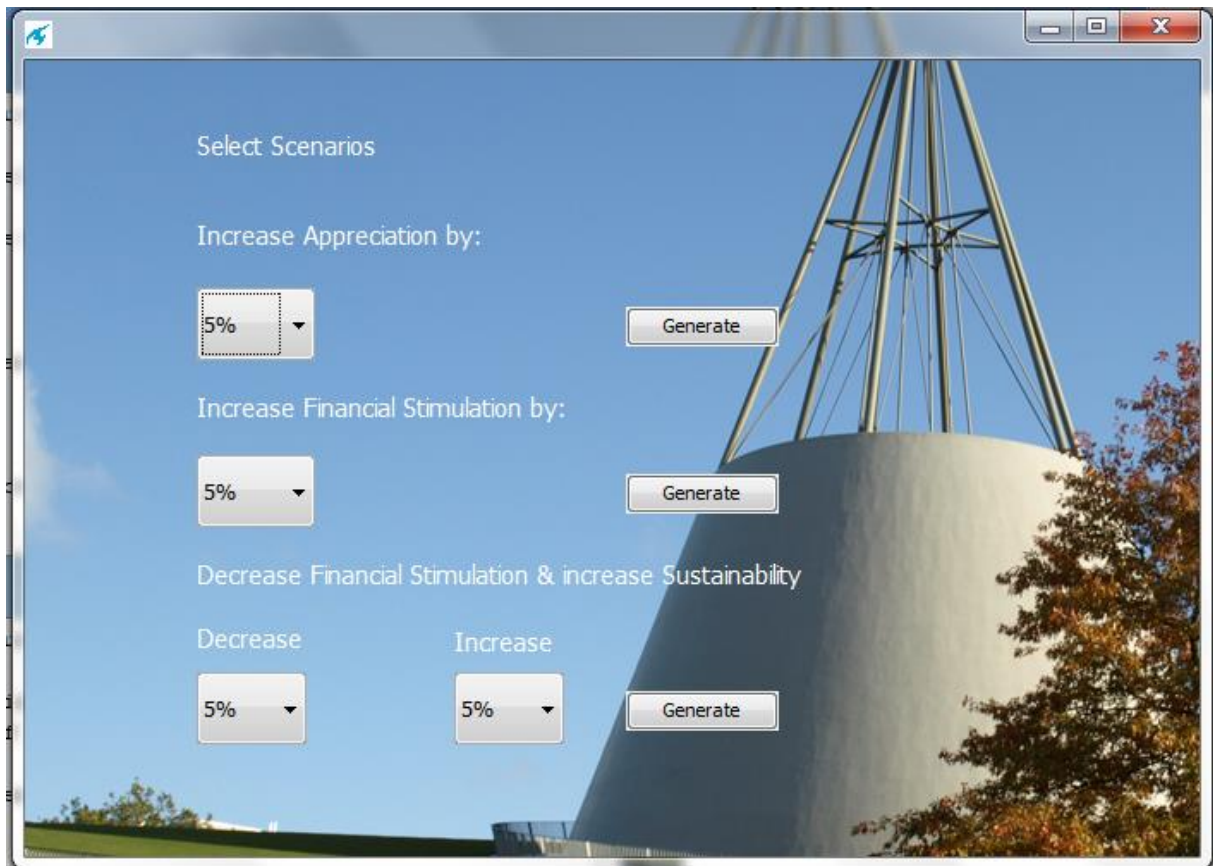 Select Scenarios
Increase Appreciation by:
5%
Generate
Increase Financial Stimulation by:
5%
Generate
Decrease Financial Stimulation & increase Sustainability
Decrease
Increase
5%
5%
Generate